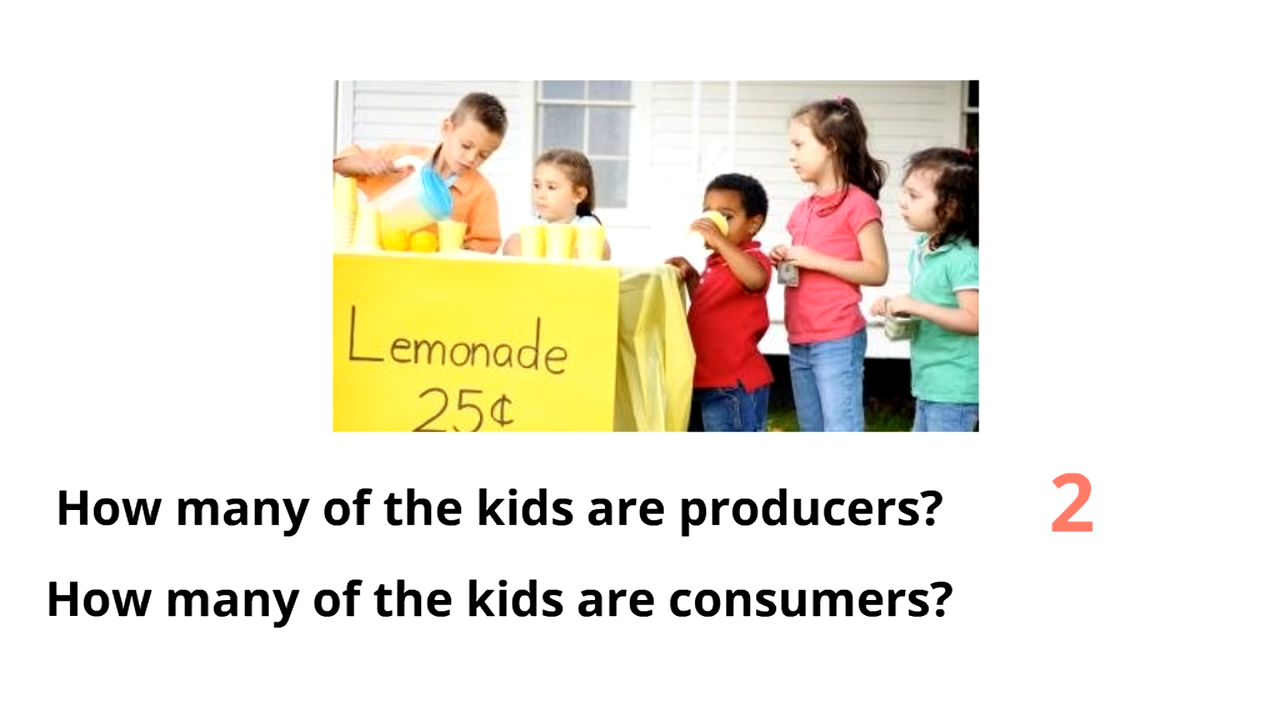 Lemonade
25¢
How many of the kids are producers? 2
How many of the kids are consumers?